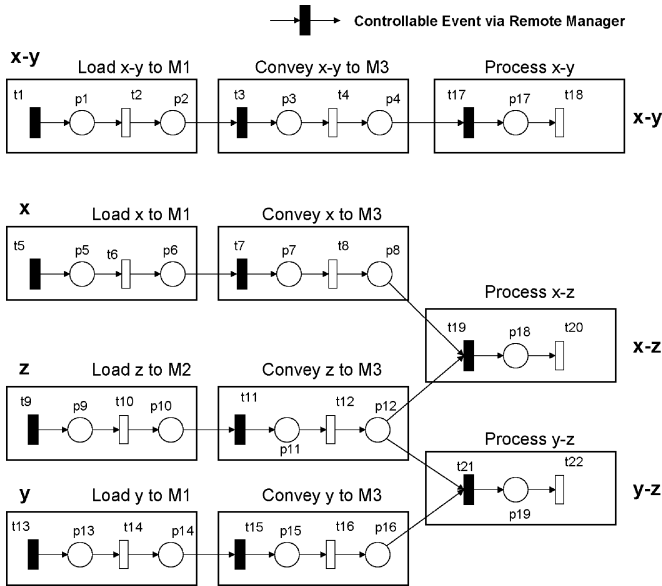 Controllable Event via Remote Manager
x-y
Load x-y to M1 Convey x-y to M3 Process x-y
t1 p1 t2 p2 t3 p3 t4 p4 t17 p17 t18
x-y
x
Load x to M1 Convey x to M3
t5 p5 t6 p6 t7 p7 t8 p8
Process x-z
t19 p18 t20
x-z
z
Load z to M2 Convey z to M3
t9 p9 t10 p10 t11 p11 t12 p12
Process y-z
t21 p19 t22
y-z
y
Load y to M1 Convey y to M3
t13 p13 t14 p14 t15 p15 t16 p16